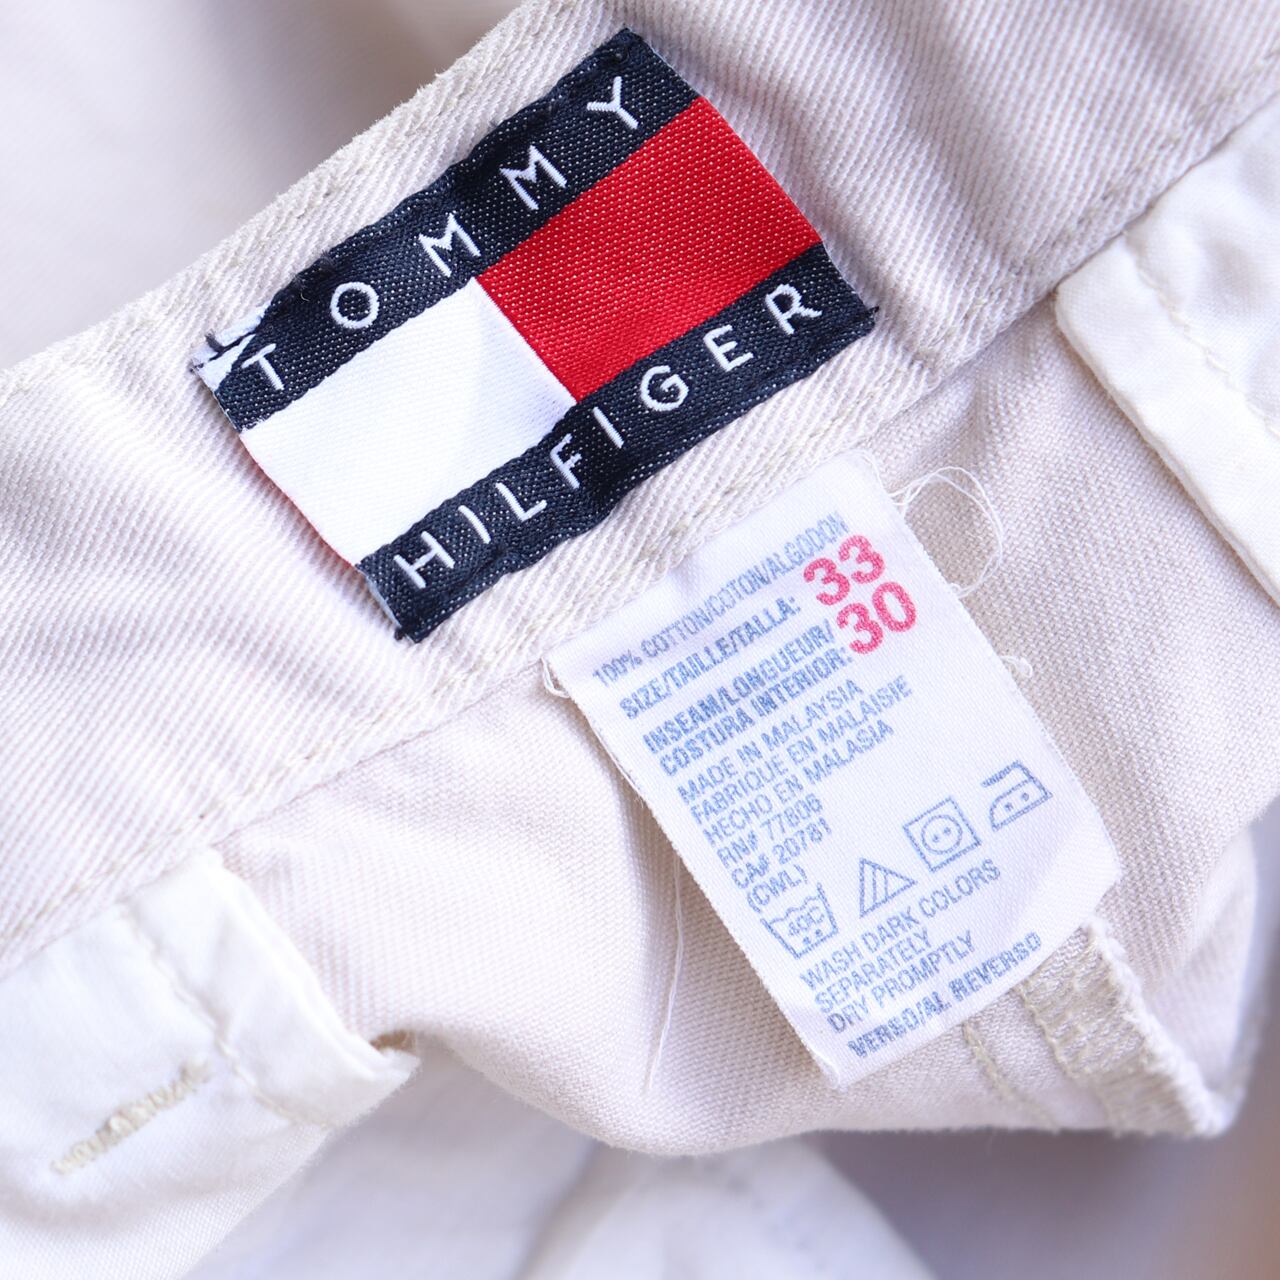 TOMMY
HILFIGER
100% COTTON/COTON/ALGODON
SIZE/TAILLE/TALLA: 33
INSEAM/LONGUEUR/ 30
COSTURA INTERIOR:
MADE IN MALAYSIA
FABRIQUE EN MALAISIE
HECHO EN MALASIA
RN# 77806
CA# 20781
(CWL)
40C
WASH DARK COLORS
SEPARATELY
DRY PROMPTLY
VERSO/AL REVERSO